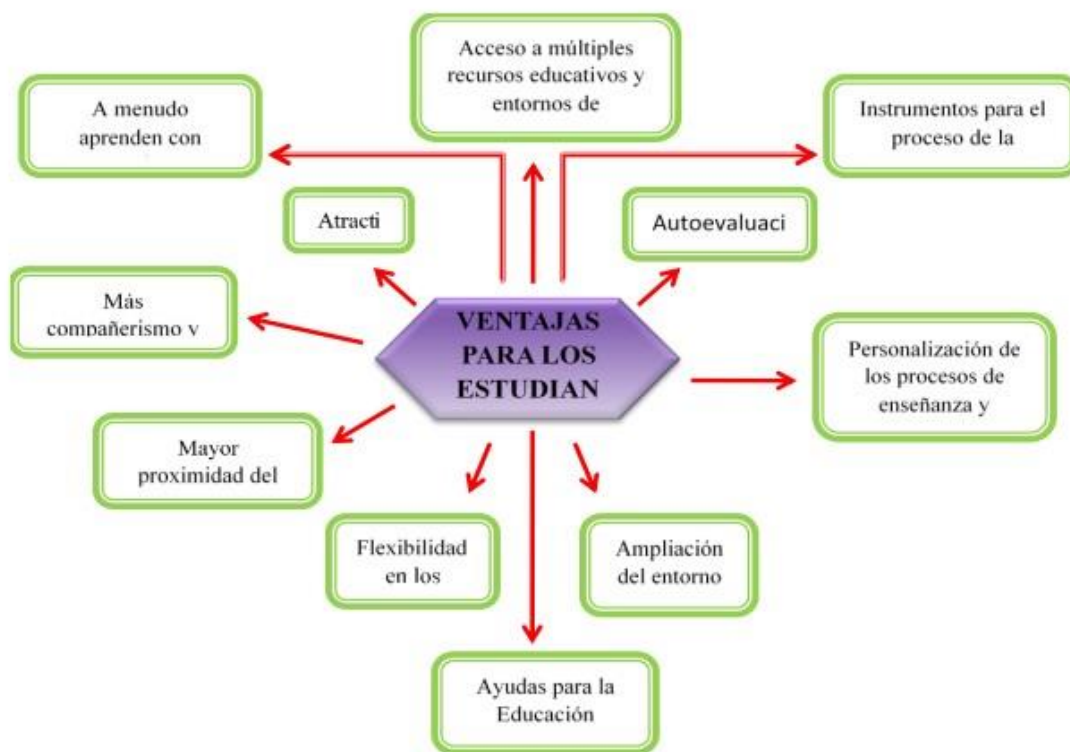 Acceso a múltiples
recursos educativos y
entornos de
A menudo
aprenden con
Instrumentos para el
proceso de la
Atracti
Autoevaluaci
Más
compañerismo y
VENTAJAS
PARA LOS
ESTUDIAN
Personalización de
los procesos de
enseñanza y
Mayor
proximidad del
Flexibilidad
en los
Ampliación
del entorno
Ayudas para la
Educación